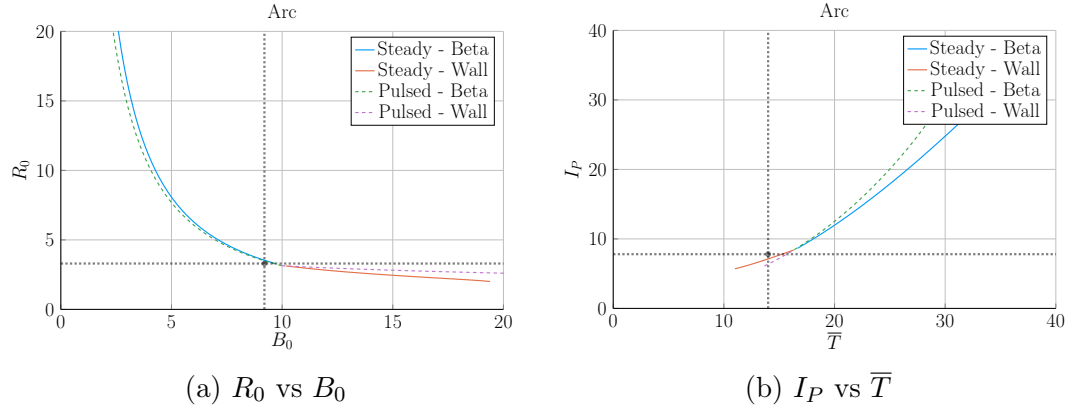 Arc
20
15
10
5
0
R₀
0
5
10
15
20
B₀
Steady - Beta
Steady - Wall
Pulsed - Beta
Pulsed - Wall
(a) R₀ vs B₀
Arc
40
30
20
10
0
I_P
0
10
20
30
40
T̅
Steady - Beta
Steady - Wall
Pulsed - Beta
Pulsed - Wall
(b) I_P vs T̅